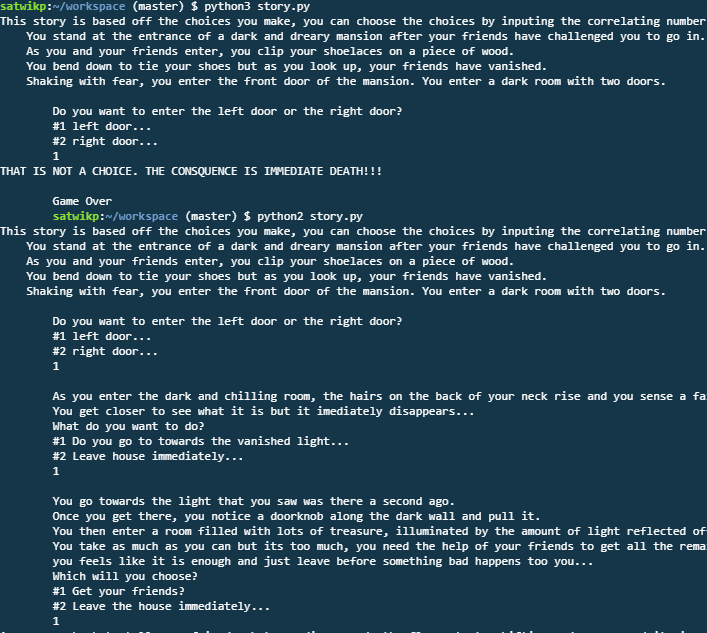 satwikp:~/workspace (master) $ python3 story.py
This story is based off the choices you make, you can choose the choices by inputing the correlating number
You stand at the entrance of a dark and dreary mansion after your friends have challenged you to go in.
As you and your friends enter, you clip your shoelaces on a piece of wood.
You bend down to tie your shoes but as you look up, your friends have vanished.
Shaking with fear, you enter the front door of the mansion. You enter a dark room with two doors.
Do you want to enter the left door or the right door?
#1 left door...
#2 right door...
1
THAT IS NOT A CHOICE. THE CONSQUENCE IS IMMEDIATE DEATH!!!
Game Over
satwikp:~/workspace (master) $ python2 story.py
This story is based off the choices you make, you can choose the choices by inputing the correlating number
You stand at the entrance of a dark and dreary mansion after your friends have challenged you to go in.
As you and your friends enter, you clip your shoelaces on a piece of wood.
You bend down to tie your shoes but as you look up, your friends have vanished.
Shaking with fear, you enter the front door of the mansion. You enter a dark room with two doors.
Do you want to enter the left door or the right door?
#1 left door...
#2 right door...
1
As you enter the dark and chilling room, the hairs on the back of your neck rise and you sense a fa
You get closer to see what it is but it imediately disappears...
What do you want to do?
#1 Do you go to towards the vanished light...
#2 Leave house immediately...
1
You go towards the light that you saw was there a second ago.
Once you get there, you notice a doorknob along the dark wall and pull it.
You then enter a room filled with lots of treasure, illuminated by the amount of light reflected of
You take as much as you can but its too much, you need the help of your friends to get all the rema
you feels like it is enough and just leave before something bad happens too you...
Which will you choose?
#1 Get your friends?
#2 Leave the house immediately...
1